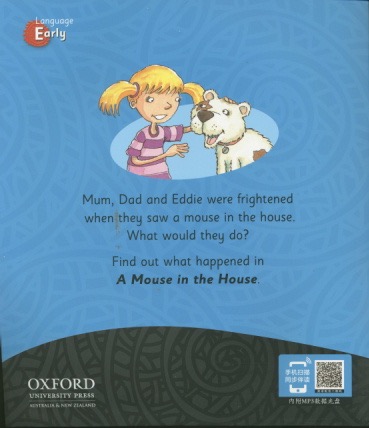 Language
Early
Mum, Dad and Eddie were frightened
when they saw a mouse in the house.
What would they do?
Find out what happened in
A Mouse in the House.
OXFORD
UNIVERSITY PRESS
AUSTRALIA & NEW ZEALAND
手机扫描
同步伴读
内附MP3数据光盘